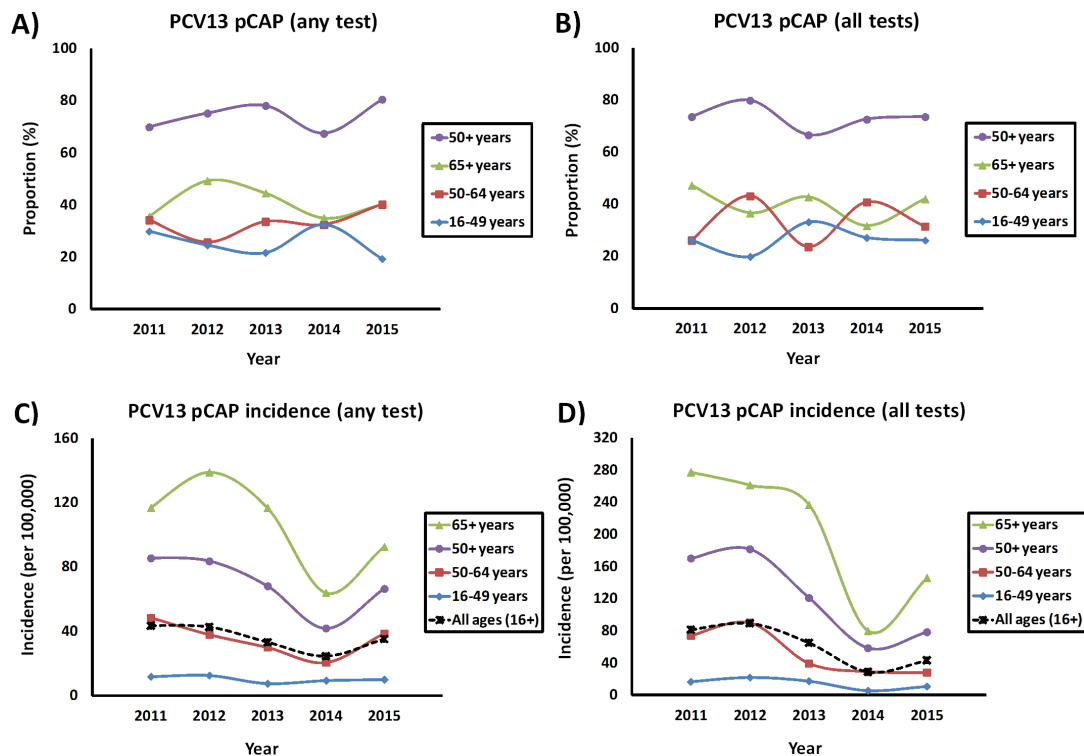 A)
PCV13 pCAP (any test)
100
80
60
40
20
0
Proportion (%)
2011 2012 2013 2014 2015
Year
50+ years
65+ years
50-64 years
16-49 years
B)
PCV13 pCAP (all tests)
100
80
60
40
20
0
Proportion (%)
2011 2012 2013 2014 2015
Year
50+ years
65+ years
50-64 years
16-49 years
C)
PCV13 pCAP incidence (any test)
160
120
80
40
0
Incidence (per 100,000)
2011 2012 2013 2014 2015
Year
65+ years
50+ years
50-64 years
16-49 years
All ages (16+)
D)
PCV13 pCAP incidence (all tests)
320
280
240
200
160
120
80
40
0
Incidence (per 100,000)
2011 2012 2013 2014 2015
Year
65+ years
50+ years
50-64 years
16-49 years
All ages (16+)